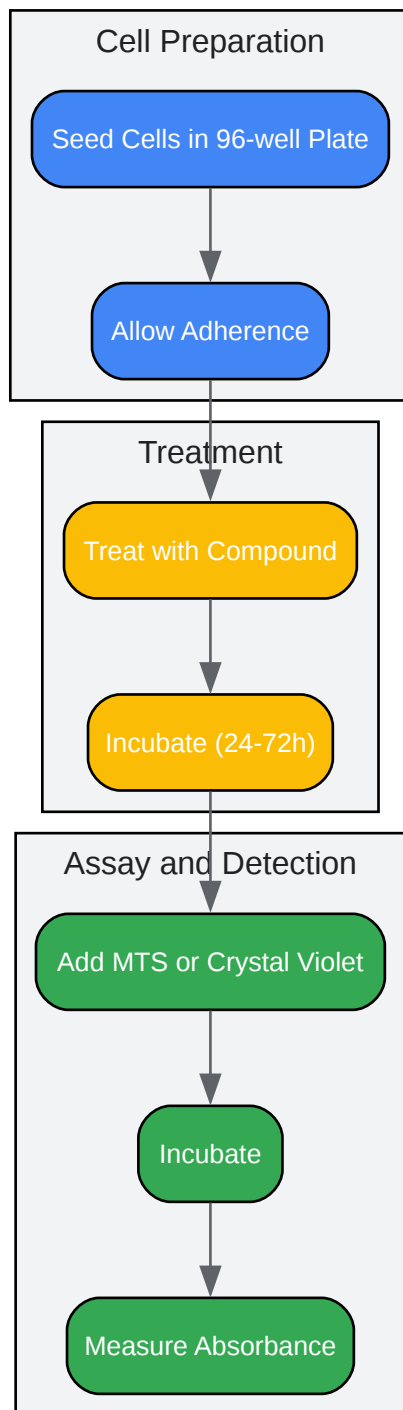 Cell Preparation
Seed Cells in 96-well Plate
Allow Adherence
Treatment
Treat with Compound
Incubate (24-72h)
Assay and Detection
Add MTS or Crystal Violet
Incubate
Measure Absorbance